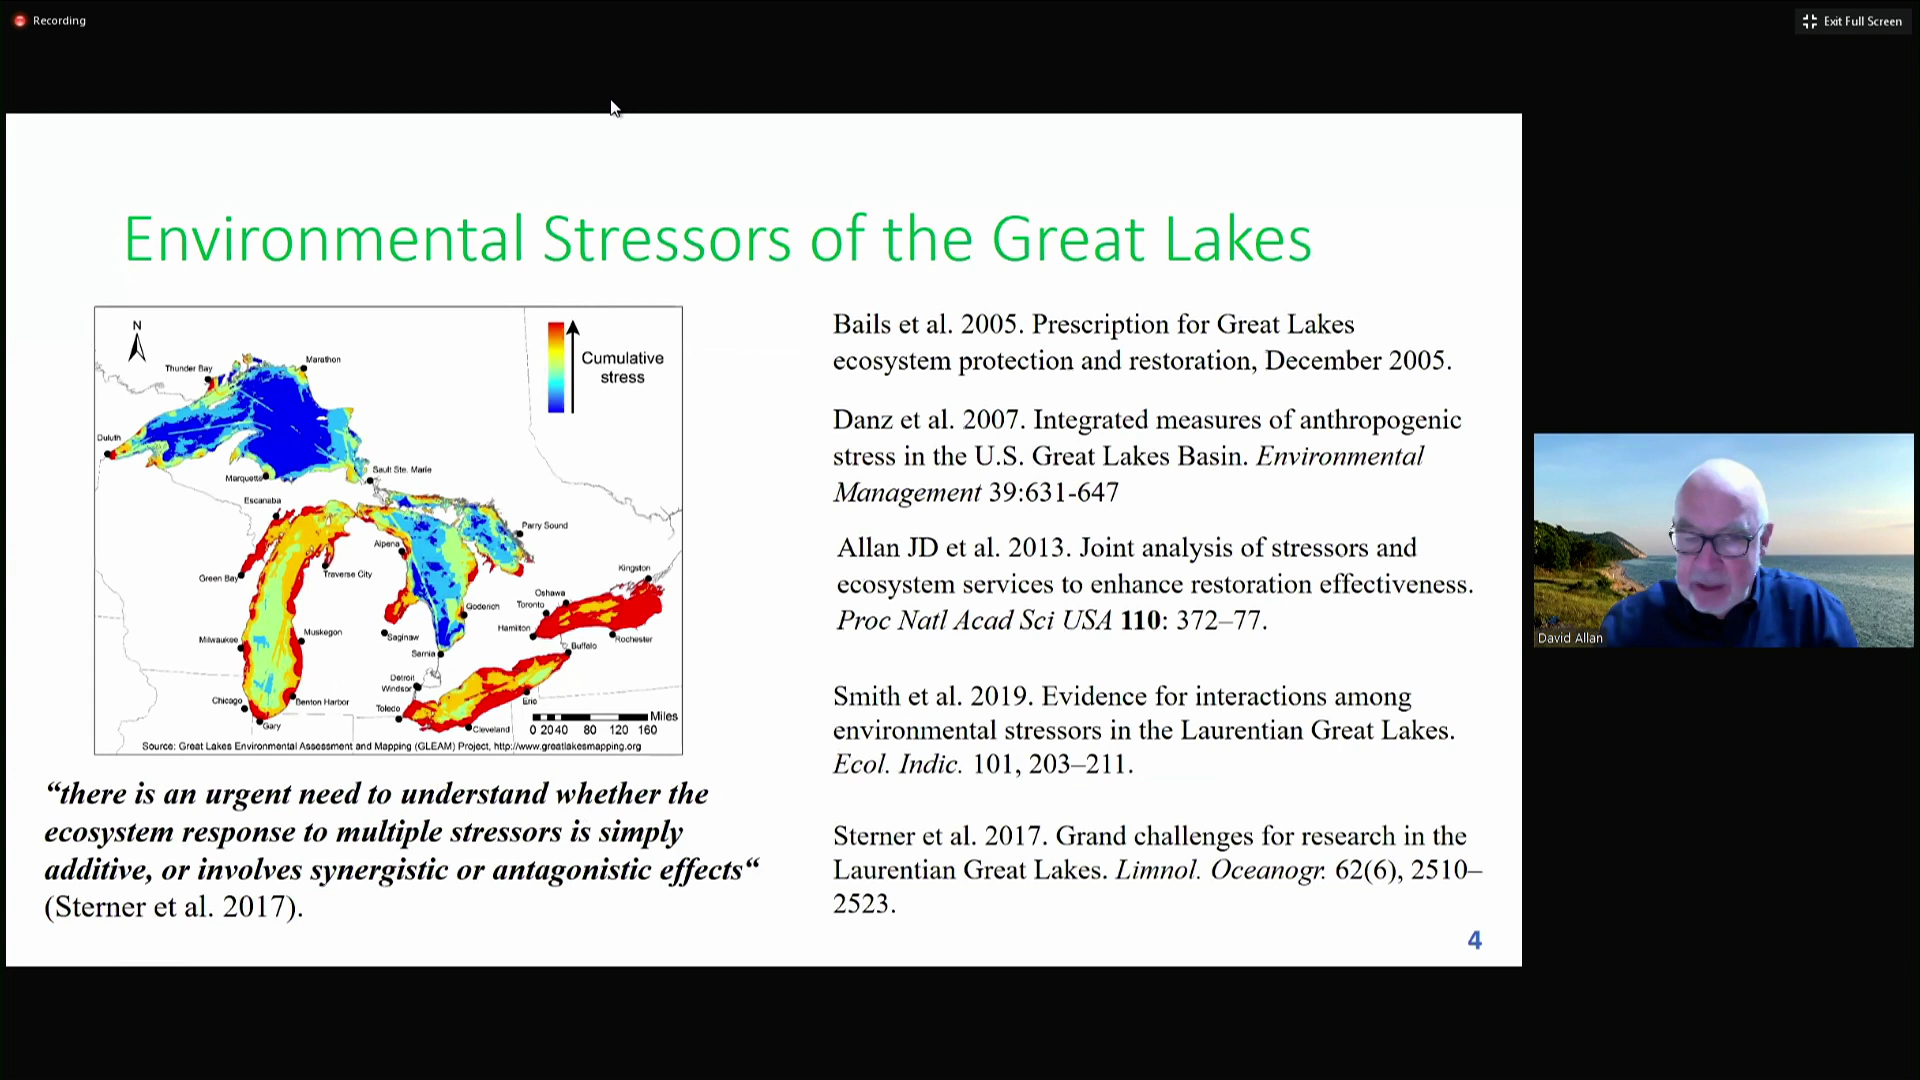 Recording
Exit Full Screen
Environmental Stressors of the Great Lakes
N
Cumulative
stress
Thunder Bay
Marathon
Duluth
Marquette
Sault Ste. Marie
Escanaba
Parry Sound
Alpena
Green Bay
Traverse City
Kingston
Oshawa
Toronto
Goderich
Hamilton
Rochester
Milwaukee
Muskegon
Saginaw
Buffalo
Sarnia
Detroit
Windsor
Chicago
Benton Harbor
Toledo
Erie
Gary
Cleveland
Miles
0 20 40 80 120 160
Source: Great Lakes Environmental Assessment and Mapping (GLEAM) Project, http://www.greatlakesmapping.org
“there is an urgent need to understand whether the
ecosystem response to multiple stressors is simply
additive, or involves synergistic or antagonistic effects“
(Sterner et al. 2017).
Bails et al. 2005. Prescription for Great Lakes
ecosystem protection and restoration, December 2005.
Danz et al. 2007. Integrated measures of anthropogenic
stress in the U.S. Great Lakes Basin. Environmental
Management 39:631-647
Allan JD et al. 2013. Joint analysis of stressors and
ecosystem services to enhance restoration effectiveness.
Proc Natl Acad Sci USA 110: 372–77.
Smith et al. 2019. Evidence for interactions among
environmental stressors in the Laurentian Great Lakes.
Ecol. Indic. 101, 203–211.
Sterner et al. 2017. Grand challenges for research in the
Laurentian Great Lakes. Limnol. Oceanogr. 62(6), 2510–
2523.
4
David Allan